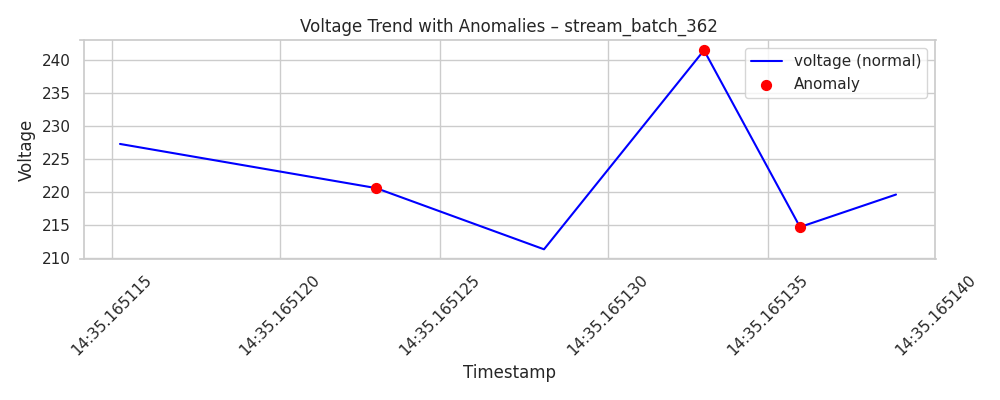 Voltage Trend with Anomalies – stream_batch_362
voltage (normal)
Anomaly
Voltage
240
235
230
225
220
215
210
14:35.165115
14:35.165120
14:35.165125
14:35.165130
14:35.165135
14:35.165140
Timestamp